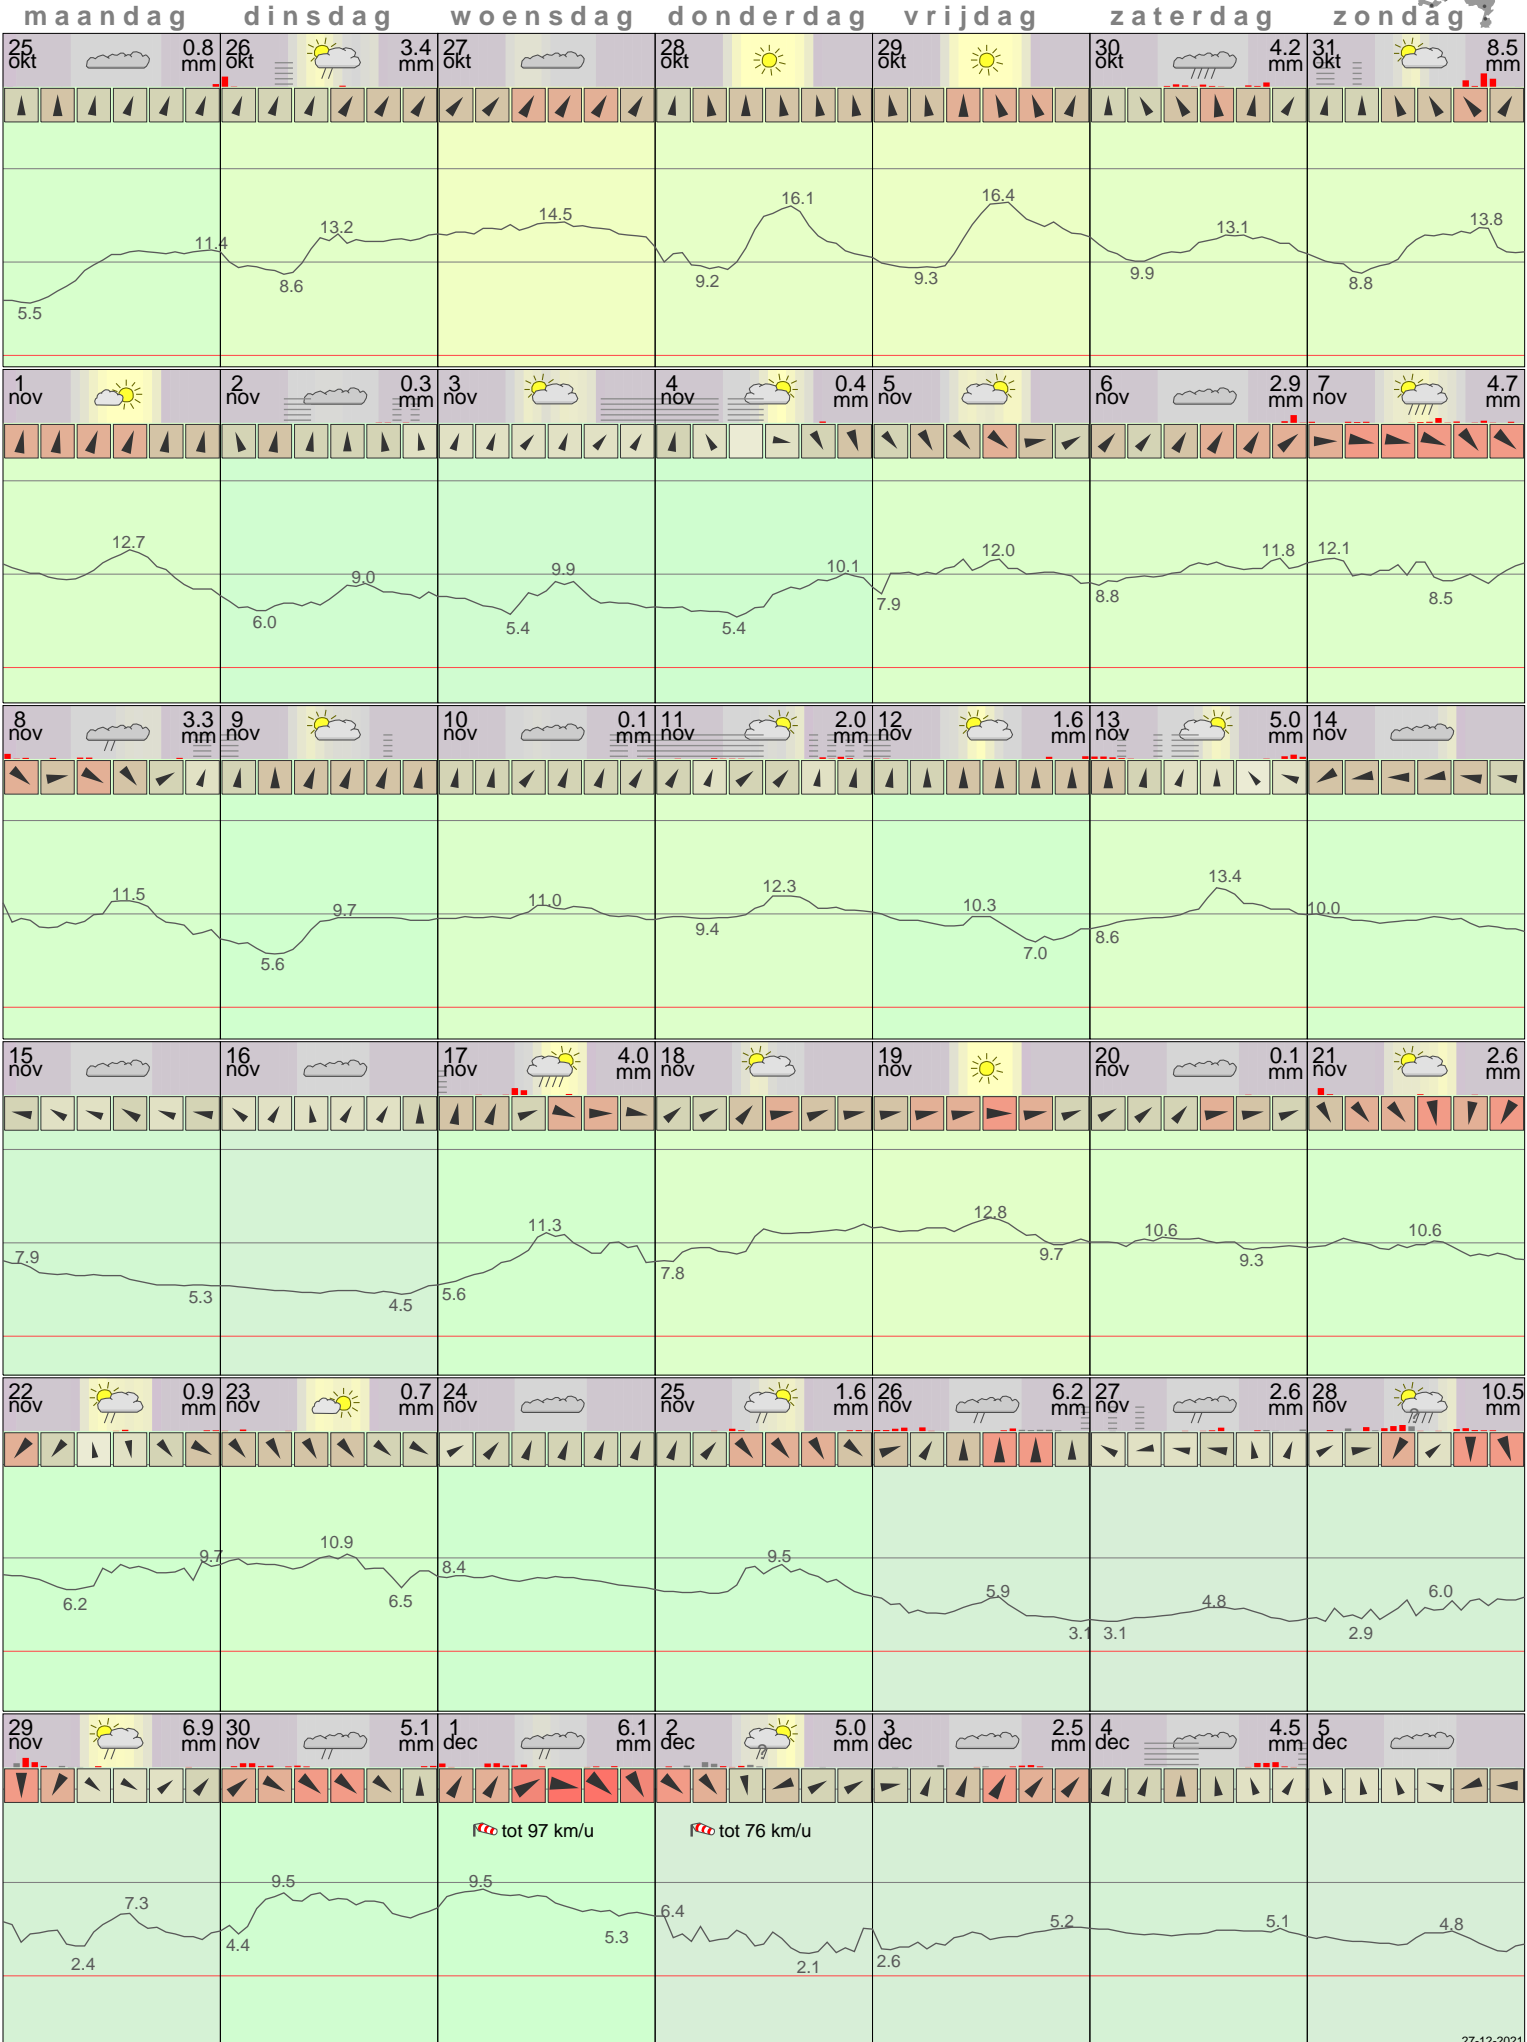 maandag dinsdag woensdag donderdag vrijdag zaterdag zondag
25 0.8 26 3.4 27 28 29 30 4.2 31 8.5
okt mm okt mm okt okt okt okt mm okt mm
16.1 16.4
14.5
13.2 13.1 13.8
11.4
9.2 9.3 9.9 8.8
8.6
5.5
1 2 0.3 3 4 0.4 5 6 2.9 7 4.7
nov nov mm nov nov mm nov nov mm nov mm
12.7 12.0 11.8 12.1
9.0 9.9 10.1
7.9 8.8 8.5
6.0 5.4 5.4
8 3.3 9 10 0.1 11 2.0 12 1.6 13 5.0 14
nov mm nov nov mm nov mm nov mm nov mm nov
13.4
11.5 9.7 11.0 12.3 10.3 10.0
9.4 8.6
5.6 7.0
15 16 17 4.0 18 19 20 0.1 21 2.6
nov nov nov mm nov nov nov mm nov mm
12.8
11.3 10.6 10.6
7.9 7.8 9.7 9.3
5.3 4.5 5.6
22 0.9 23 0.7 24 25 1.6 26 6.2 27 2.6 28 10.5
nov mm nov mm nov nov mm nov mm nov mm nov mm
?
10.9
9.7 8.4 9.5
6.2 6.5 5.9 4.8 6.0
3.1 3.1 2.9
29 6.9 30 5.1 1 6.1 2 5.0 3 2.5 4 4.5 5
nov mm nov mm dec mm dec mm dec mm dec mm dec
?
tot 97 km/u tot 76 km/u
9.5 9.5
7.3 6.4 5.2 5.1 4.8
4.4 5.3
2.4 2.1 2.6
27-12-2021